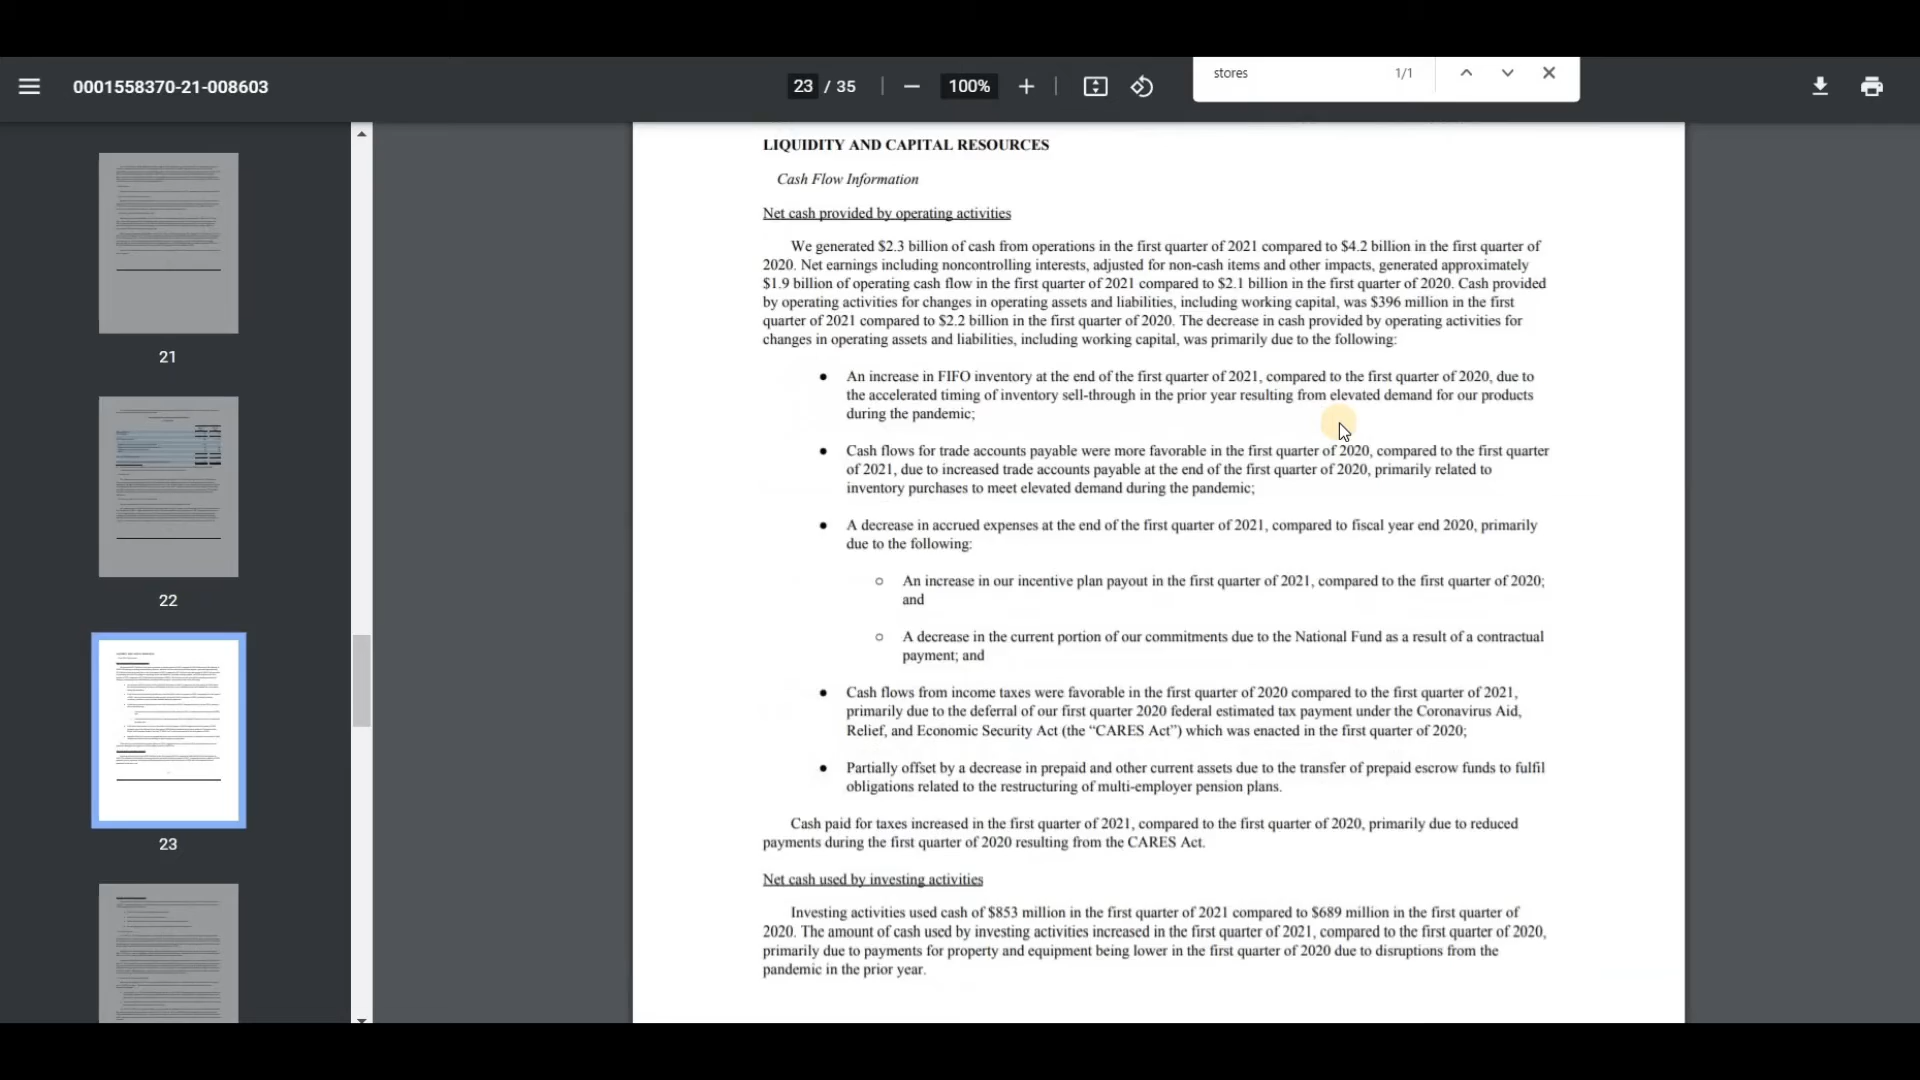 0001558370-21-008603
23 / 35
100%
stores
1/1
21
22
23
LIQUIDITY AND CAPITAL RESOURCES
Cash Flow Information
Net cash provided by operating activities
We generated $2.3 billion of cash from operations in the first quarter of 2021 compared to $4.2 billion in the first quarter of
2020. Net earnings including noncontrolling interests, adjusted for non-cash items and other impacts, generated approximately
$1.9 billion of operating cash flow in the first quarter of 2021 compared to $2.1 billion in the first quarter of 2020. Cash provided
by operating activities for changes in operating assets and liabilities, including working capital, was $396 million in the first
quarter of 2021 compared to $2.2 billion in the first quarter of 2020. The decrease in cash provided by operating activities for
changes in operating assets and liabilities, including working capital, was primarily due to the following:
● An increase in FIFO inventory at the end of the first quarter of 2021, compared to the first quarter of 2020, due to
the accelerated timing of inventory sell-through in the prior year resulting from elevated demand for our products
during the pandemic;
● Cash flows for trade accounts payable were more favorable in the first quarter of 2020, compared to the first quarter
of 2021, due to increased trade accounts payable at the end of the first quarter of 2020, primarily related to
inventory purchases to meet elevated demand during the pandemic;
● A decrease in accrued expenses at the end of the first quarter of 2021, compared to fiscal year end 2020, primarily
due to the following:
○ An increase in our incentive plan payout in the first quarter of 2021, compared to the first quarter of 2020;
and
○ A decrease in the current portion of our commitments due to the National Fund as a result of a contractual
payment; and
● Cash flows from income taxes were favorable in the first quarter of 2020 compared to the first quarter of 2021,
primarily due to the deferral of our first quarter 2020 federal estimated tax payment under the Coronavirus Aid,
Relief, and Economic Security Act (the “CARES Act”) which was enacted in the first quarter of 2020;
● Partially offset by a decrease in prepaid and other current assets due to the transfer of prepaid escrow funds to fulfil
obligations related to the restructuring of multi-employer pension plans.
Cash paid for taxes increased in the first quarter of 2021, compared to the first quarter of 2020, primarily due to reduced
payments during the first quarter of 2020 resulting from the CARES Act.
Net cash used by investing activities
Investing activities used cash of $853 million in the first quarter of 2021 compared to $689 million in the first quarter of
2020. The amount of cash used by investing activities increased in the first quarter of 2021, compared to the first quarter of 2020,
primarily due to payments for property and equipment being lower in the first quarter of 2020 due to disruptions from the
pandemic in the prior year.